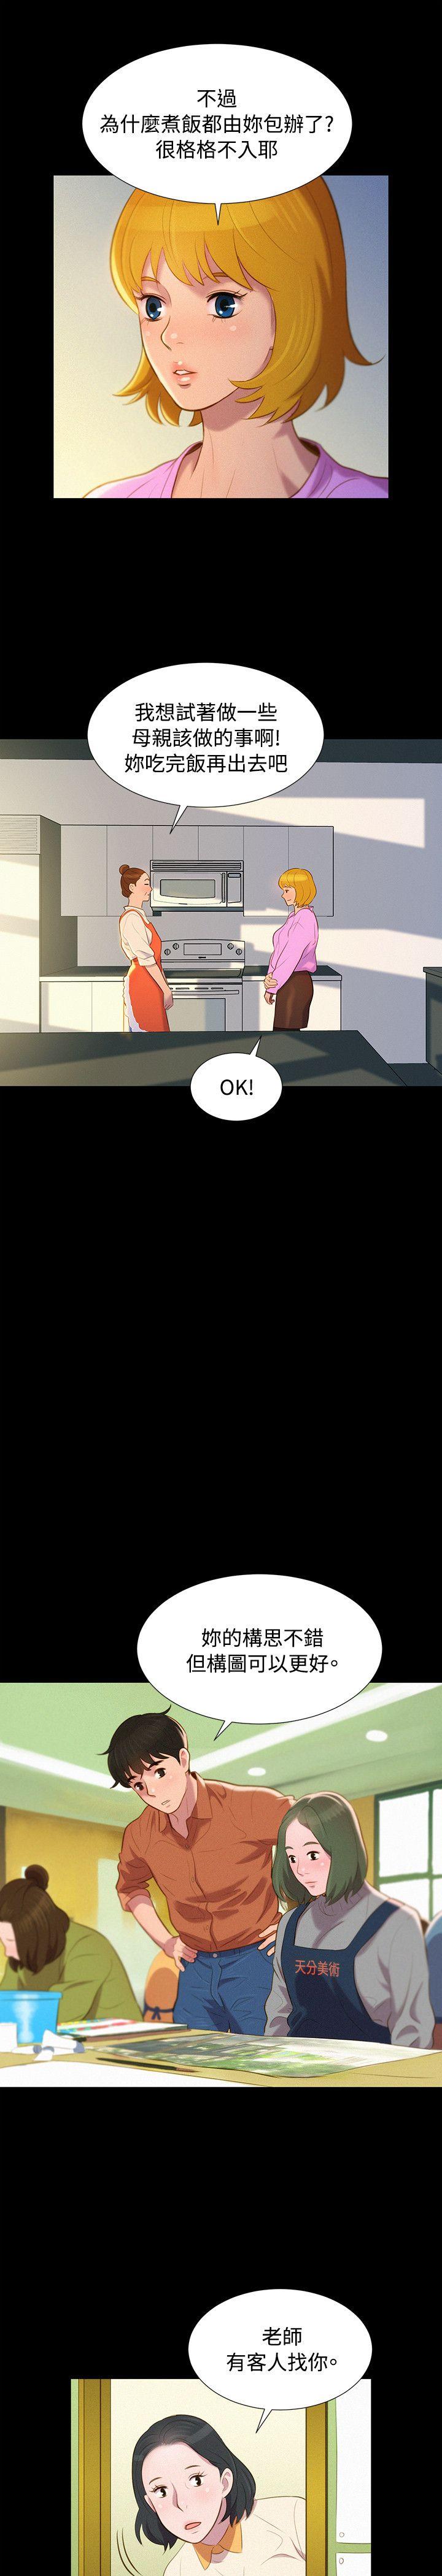 不過
為什麼煮飯都由妳包辦了?
很格格不入耶
我想試著做一些
母親該做的事啊!
妳吃完飯再出去吧
OK!
妳的構思不錯
但構圖可以更好。
天分美術
老師
有客人找你。